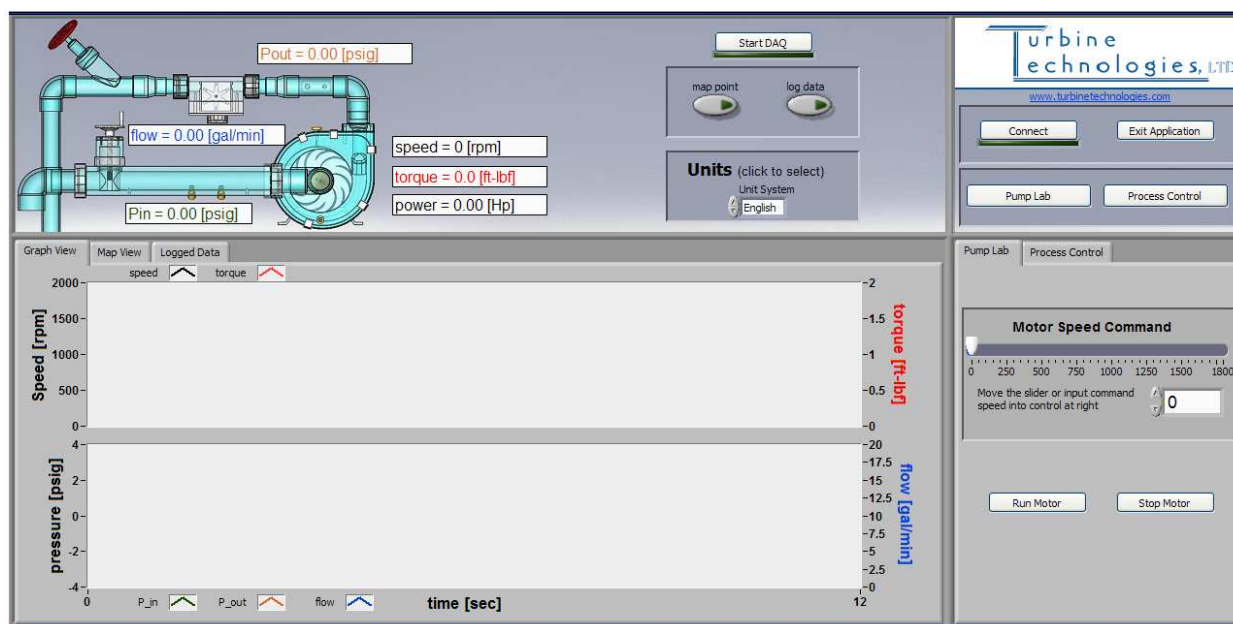 Pout = 0.00 [psig]
flow = 0.00 [gal/min]
Pin = 0.00 [psig]
speed = 0 [rpm]
torque = 0.0 [ft-lbf]
power = 0.00 [Hp]
Start DAQ
map point log data
Units (click to select)
Unit System
English
Turbine
Technologies, LTD
www.turbinetechnologies.com
Connect Exit Application
Pump Lab Process Control
Graph View Map View Logged Data
speed torque
Speed [rpm]
2000
1500
1000
500
0
2
1.5
1
0.5
0
torque [ft-lbf]
pressure [psig]
4
2
0
-2
-4
20
17.5
15
12.5
10
7.5
5
2.5
0
flow [gal/min]
0 12
P_in P_out flow time [sec]
Pump Lab Process Control
Motor Speed Command
0 250 500 750 1000 1250 1500 1800
Move the slider or input command
speed into control at right
0
Run Motor Stop Motor